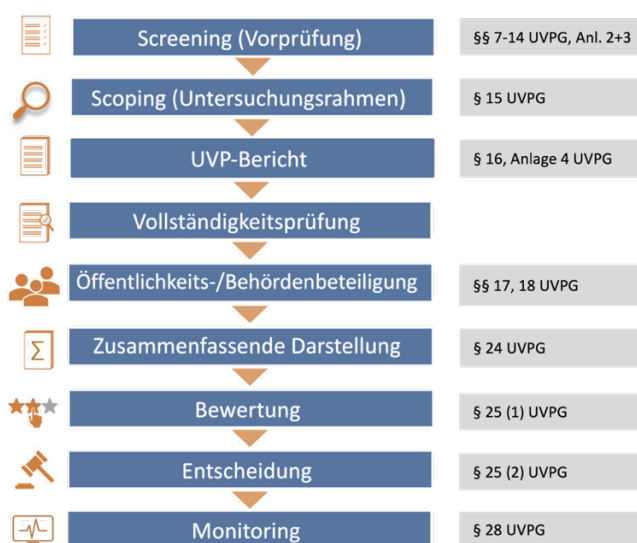 Screening (Vorprüfung)
§§ 7-14 UVPG, Anl. 2+3
Scoping (Untersuchungsrahmen)
§ 15 UVPG
UVP-Bericht
§ 16, Anlage 4 UVPG
Vollständigkeitsprüfung
Öffentlichkeits-/Behördenbeteiligung
§§ 17, 18 UVPG
Σ
Zusammenfassende Darstellung
§ 24 UVPG
Bewertung
§ 25 (1) UVPG
Entscheidung
§ 25 (2) UVPG
Monitoring
§ 28 UVPG